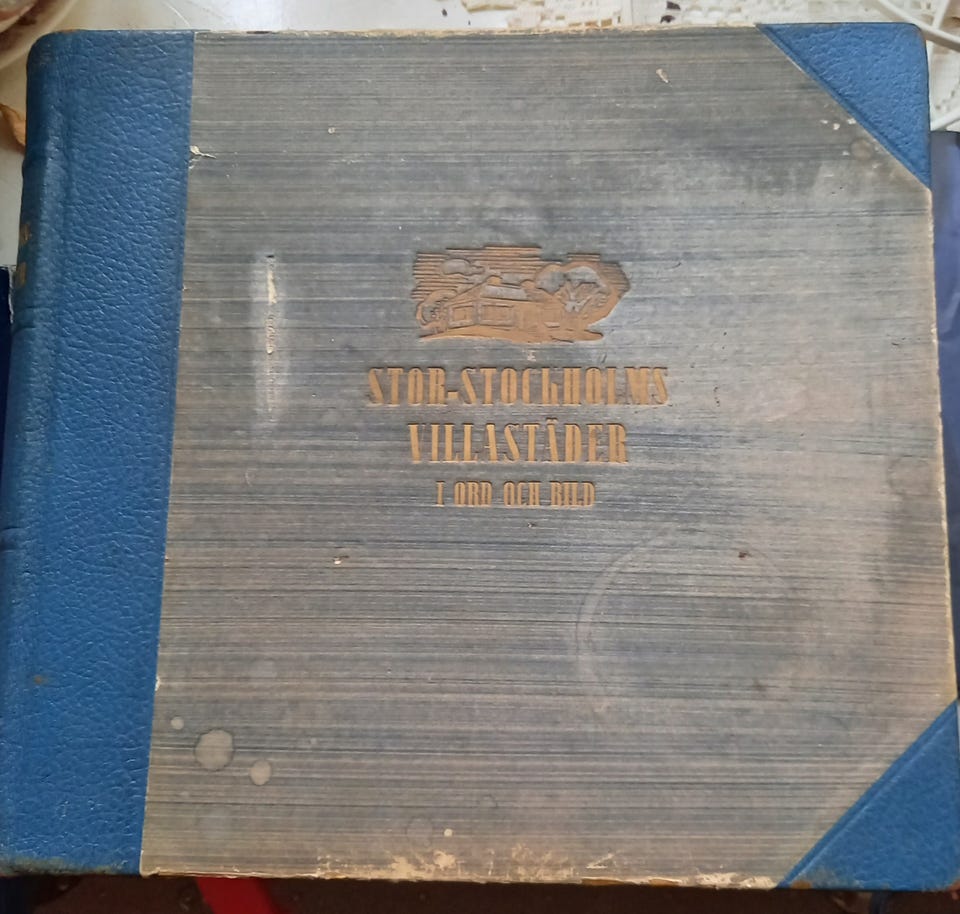 STOR-STOCKHOLMS
VILLASTÄDER
I ORD OCH BILD